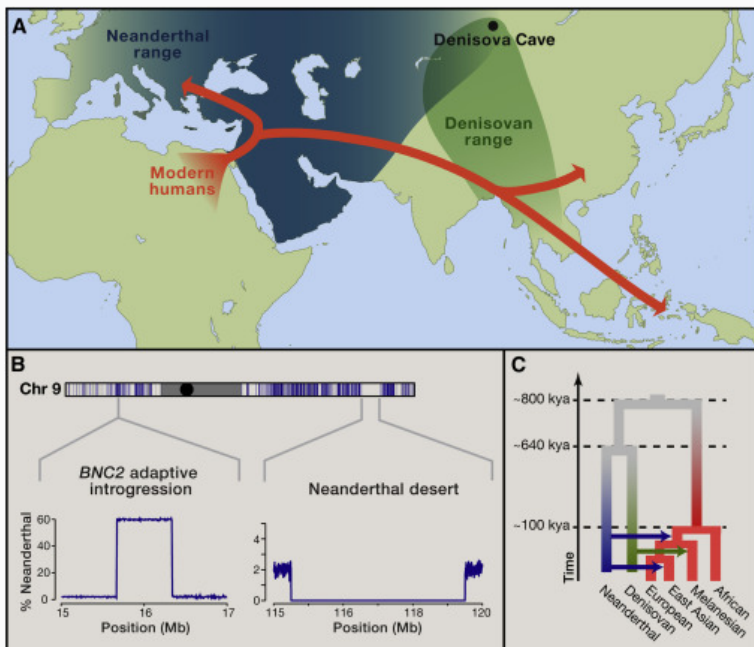 A
Neanderthal
range
Denisova Cave
Denisovan
range
Modern
humans
B
Chr 9
BNC2 adaptive
introgression
Neanderthal desert
% Neanderthal
60
40
20
0
15
16
17
Position (Mb)
4
2
0
115
116
118
120
Position (Mb)
C
~800 kya
~640 kya
~100 kya
Time
Neanderthal
Denisovan
European
East Asian
Melanesian
African